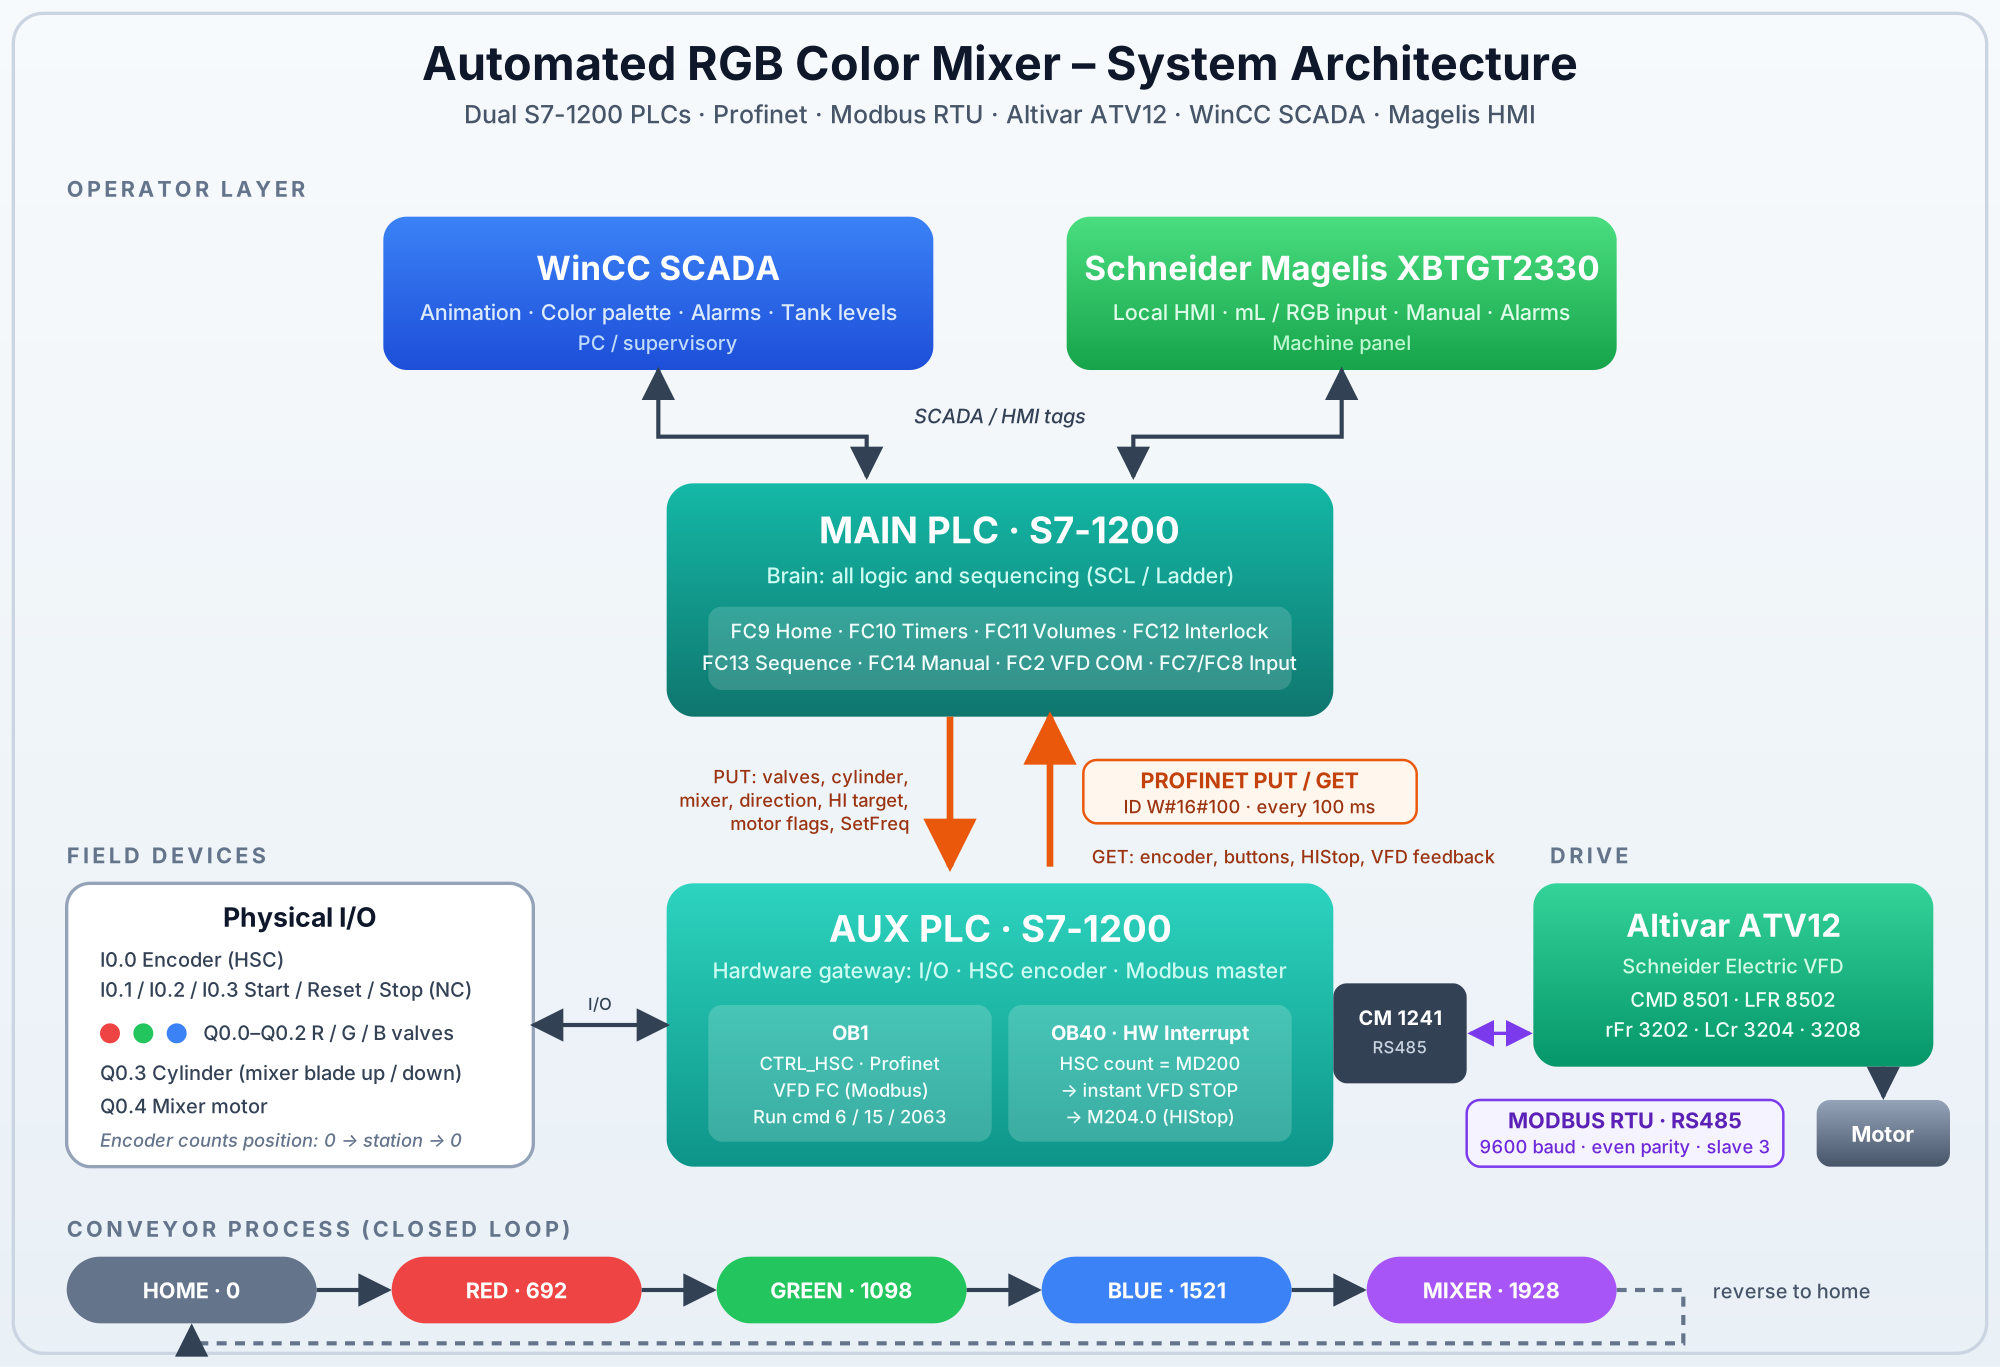 Automated RGB Color Mixer – System Architecture
Dual S7-1200 PLCs · Profinet · Modbus RTU · Altivar ATV12 · WinCC SCADA · Magelis HMI
OPERATOR LAYER
WinCC SCADA
Animation · Color palette · Alarms · Tank levels
PC / supervisory
Schneider Magelis XBTGT2330
Local HMI · mL / RGB input · Manual · Alarms
Machine panel
SCADA / HMI tags
MAIN PLC · S7-1200
Brain: all logic and sequencing (SCL / Ladder)
FC9 Home · FC10 Timers · FC11 Volumes · FC12 Interlock
FC13 Sequence · FC14 Manual · FC2 VFD COM · FC7/FC8 Input
PUT: valves, cylinder,
mixer, direction, HI target,
motor flags, SetFreq
PROFINET PUT / GET
ID W#16#100 · every 100 ms
GET: encoder, buttons, HIStop, VFD feedback
FIELD DEVICES
Physical I/O
I0.0 Encoder (HSC)
I0.1 / I0.2 / I0.3 Start / Reset / Stop (NC)
Q0.0–Q0.2 R / G / B valves
Q0.3 Cylinder (mixer blade up / down)
Q0.4 Mixer motor
Encoder counts position: 0 → station → 0
I/O
AUX PLC · S7-1200
Hardware gateway: I/O · HSC encoder · Modbus master
OB1
CTRL_HSC · Profinet
VFD FC (Modbus)
Run cmd 6 / 15 / 2063
OB40 · HW Interrupt
HSC count = MD200
→ instant VFD STOP
→ M204.0 (HIStop)
CM 1241
RS485
DRIVE
Altivar ATV12
Schneider Electric VFD
CMD 8501 · LFR 8502
rFr 3202 · LCr 3204 · 3208
MODBUS RTU · RS485
9600 baud · even parity · slave 3
Motor
CONVEYOR PROCESS (CLOSED LOOP)
HOME · 0
RED · 692
GREEN · 1098
BLUE · 1521
MIXER · 1928
reverse to home